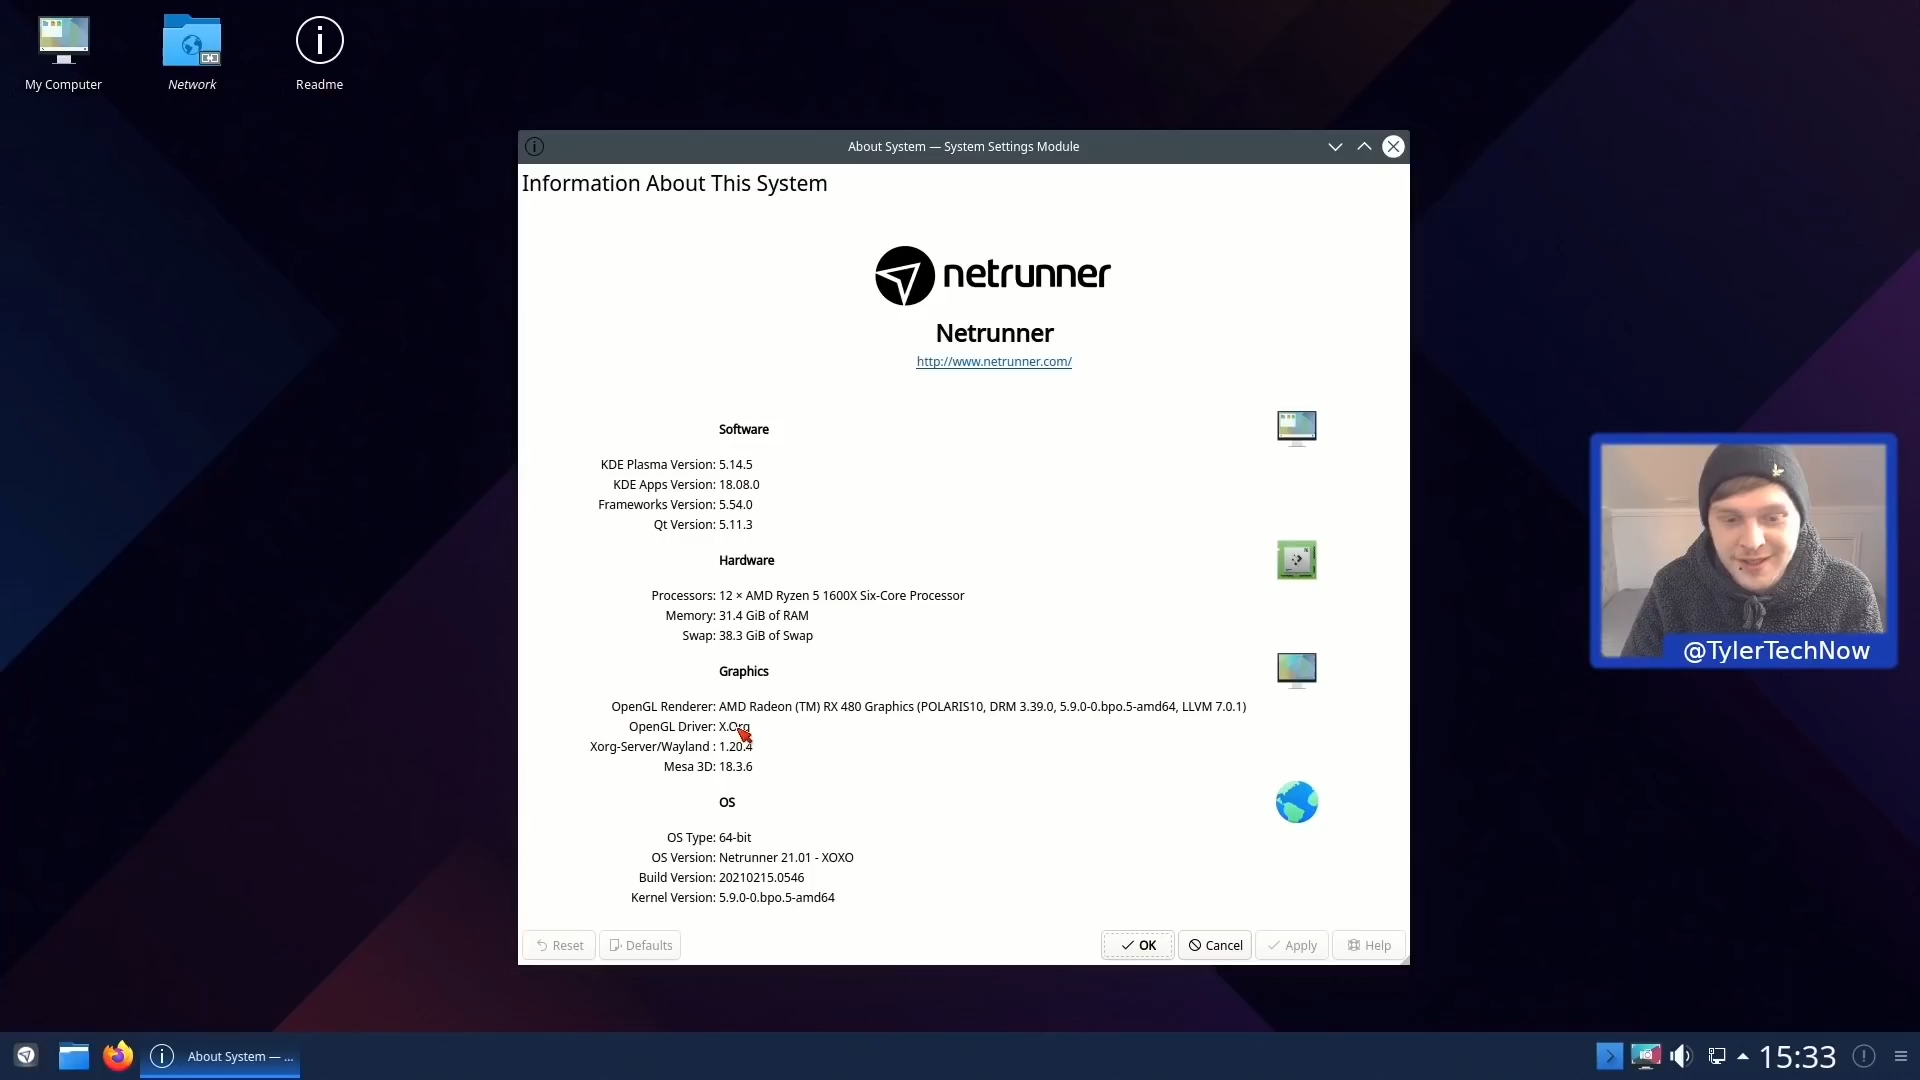 My Computer
Network
Readme
About System — System Settings Module
Information About This System
netrunner
Netrunner
http://www.netrunner.com/
Software
KDE Plasma Version: 5.14.5
KDE Apps Version: 18.08.0
Frameworks Version: 5.54.0
Qt Version: 5.11.3
Hardware
Processors: 12 × AMD Ryzen 5 1600X Six-Core Processor
Memory: 31.4 GiB of RAM
Swap: 38.3 GiB of Swap
Graphics
OpenGL Renderer: AMD Radeon (TM) RX 480 Graphics (POLARIS10, DRM 3.39.0, 5.9.0-0.bpo.5-amd64, LLVM 7.0.1)
OpenGL Driver: X.Org
Xorg-Server/Wayland : 1.20.4
Mesa 3D: 18.3.6
OS
OS Type: 64-bit
OS Version: Netrunner 21.01 - XOXO
Build Version: 20210215.0546
Kernel Version: 5.9.0-0.bpo.5-amd64
Reset Defaults OK Cancel Apply Help
@TylerTechNow
About System — ... 15:33